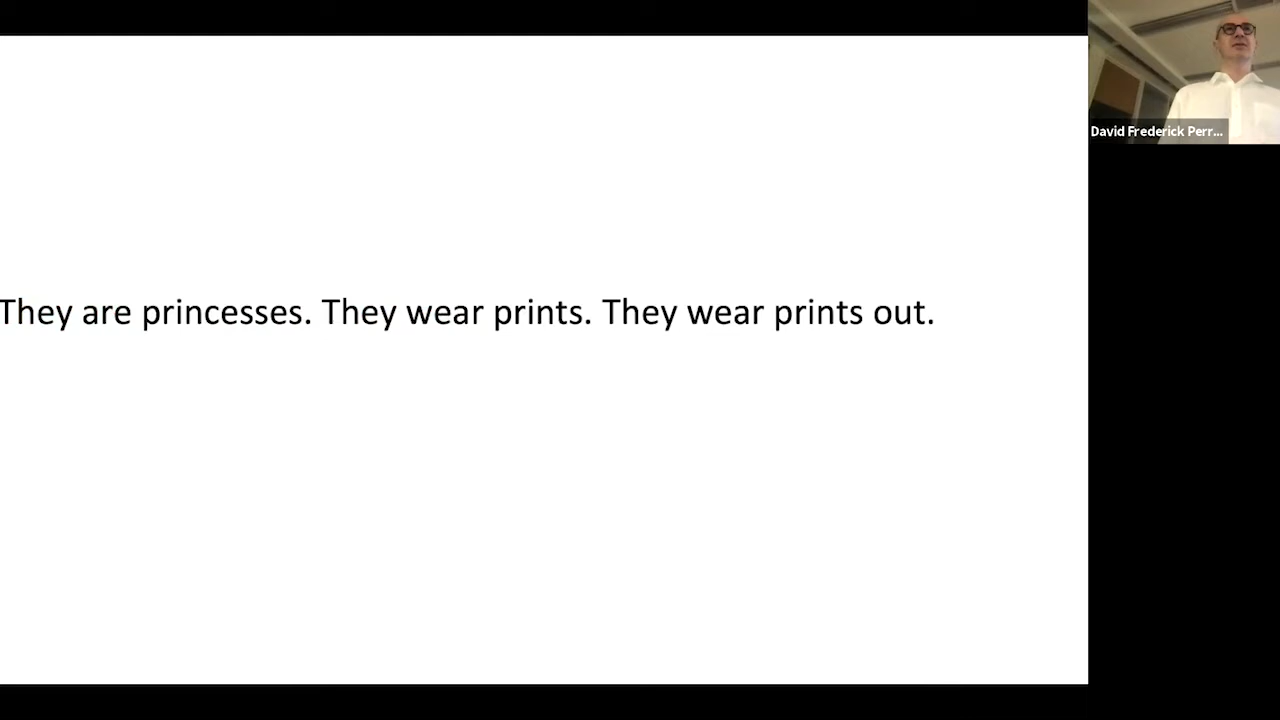 David Frederick Perr...
They are princesses. They wear prints. They wear prints out.